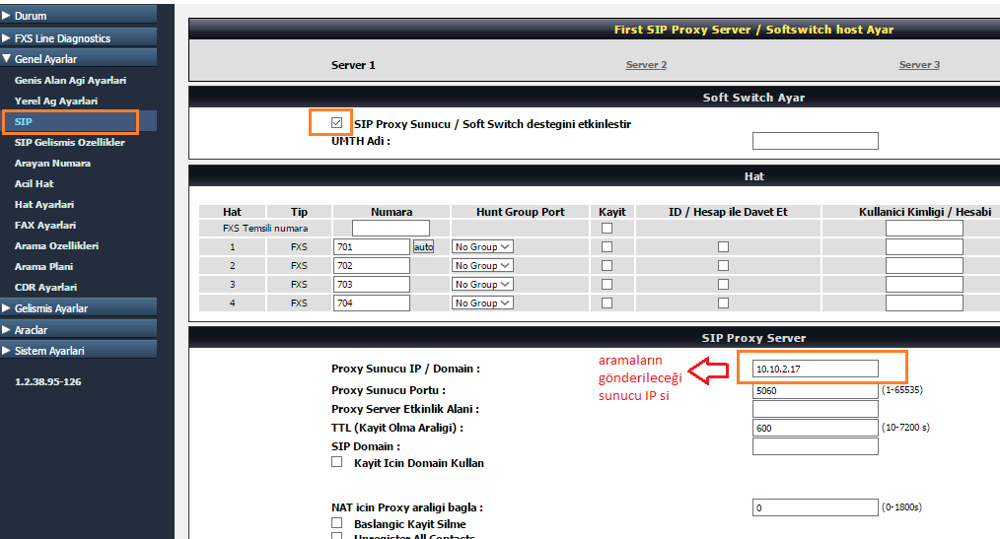 Durum
FXS Line Diagnostics
Genel Ayarlar
Genis Alan Agi Ayarlari
Yerel Ag Ayarlari
SIP
SIP Gelismis Ozellikler
Arayan Numara
Acil Hat
Hat Ayarlari
FAX Ayarlari
Arama Ozellikleri
Arama Plani
CDR Ayarlari
Gelismis Ayarlar
Araclar
Sistem Ayarlari
1.2.38.95-126
First SIP Proxy Server / Softswitch host Ayar
Server 1 Server 2 Server 3
Soft Switch Ayar
SIP Proxy Sunucu / Soft Switch destegini etkinlestir
UMTH Adi :
Hat
Hat Tip Numara Hunt Group Port Kayit ID / Hesap ile Davet Et Kullanici Kimligi / Hesabi
FXS Temsili numara
1 FXS 701 auto No Group
2 FXS 702 No Group
3 FXS 703 No Group
4 FXS 704 No Group
SIP Proxy Server
Proxy Sunucu IP / Domain : 10.10.2.17
aramaların
gönderileceği
sunucu IP si
Proxy Sunucu Portu : 5060 (1-65535)
Proxy Server Etkinlik Alani :
TTL (Kayit Olma Araligi) : 600 (10-7200 s)
SIP Domain :
Kayit Icin Domain Kullan
NAT icin Proxy araligi bagla : 0 (0-1800s)
Baslangic Kayit Silme
Unregister All Contacts